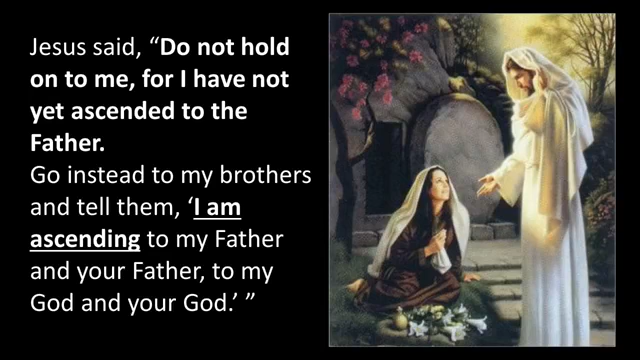 Jesus said, “Do not hold
on to me, for I have not
yet ascended to the
Father.
Go instead to my brothers
and tell them, ‘I am
ascending to my Father
and your Father, to my
God and your God.’ ”